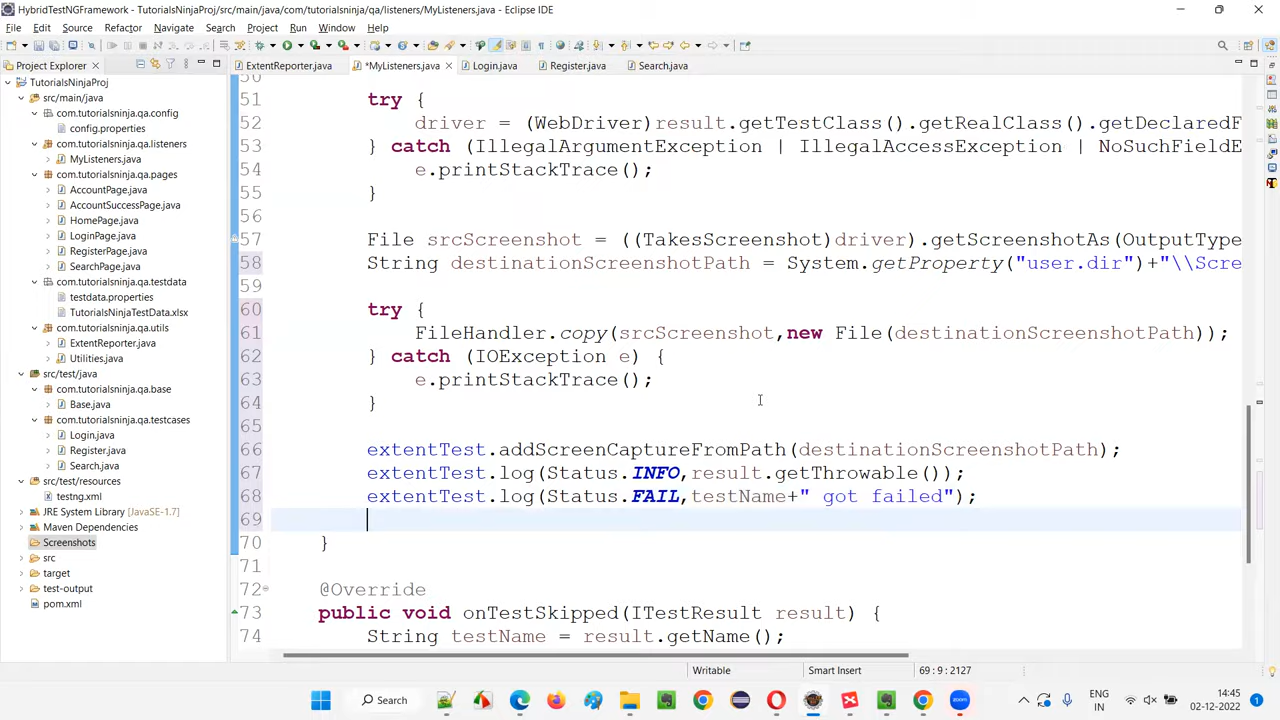 HybridTestNGFramework - TutorialsNinjaProj/src/main/java/com/tutorialsninja/qa/listeners/MyListeners.java - Eclipse IDE
File Edit Source Refactor Navigate Search Project Run Window Help
Project Explorer
ExtentReporter.java *MyListeners.java Login.java Register.java Search.java
TutorialsNinjaProj
src/main/java
com.tutorialsninja.qa.config
config.properties
com.tutorialsninja.qa.listeners
MyListeners.java
com.tutorialsninja.qa.pages
AccountPage.java
AccountSuccessPage.java
HomePage.java
LoginPage.java
RegisterPage.java
SearchPage.java
com.tutorialsninja.qa.testdata
testdata.properties
TutorialsNinjaTestData.xlsx
com.tutorialsninja.qa.utils
ExtentReporter.java
Utilities.java
src/test/java
com.tutorialsninja.qa.base
Base.java
com.tutorialsninja.qa.testcases
Login.java
Register.java
Search.java
src/test/resources
testng.xml
JRE System Library [JavaSE-1.7]
Maven Dependencies
Screenshots
src
target
test-output
pom.xml
50
51 try {
52 driver = (WebDriver)result.getTestClass().getRealClass().getDeclaredF
53 } catch (IllegalArgumentException | IllegalAccessException | NoSuchFieldE
54 e.printStackTrace();
55 }
56
57 File srcScreenshot = ((TakesScreenshot)driver).getScreenshotAs(OutputType
58 String destinationScreenshotPath = System.getProperty("user.dir")+"\\Scre
59
60 try {
61 FileHandler.copy(srcScreenshot,new File(destinationScreenshotPath));
62 } catch (IOException e) {
63 e.printStackTrace();
64 }
65
66 extentTest.addScreenCaptureFromPath(destinationScreenshotPath);
67 extentTest.log(Status.INFO,result.getThrowable());
68 extentTest.log(Status.FAIL,testName+" got failed");
69
70 }
71
72 @Override
73 public void onTestSkipped(ITestResult result) {
74 String testName = result.getName();
Writable Smart Insert 69 : 9 : 2127
Search
ENG
IN
14:45
02-12-2022